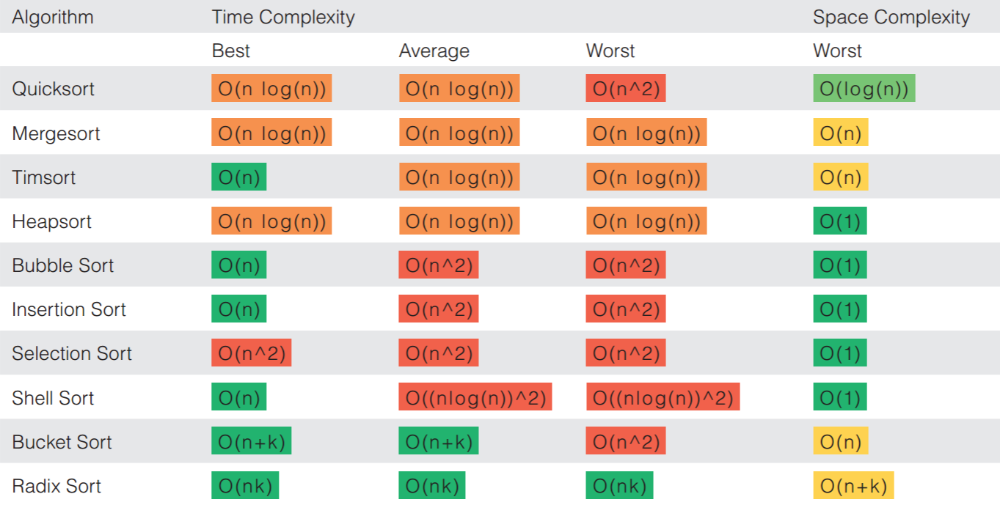 Algorithm Time Complexity Space Complexity
Best Average Worst Worst
Quicksort O(n log(n)) O(n log(n)) O(n^2) O(log(n))
Mergesort O(n log(n)) O(n log(n)) O(n log(n)) O(n)
Timsort O(n) O(n log(n)) O(n log(n)) O(n)
Heapsort O(n log(n)) O(n log(n)) O(n log(n)) O(1)
Bubble Sort O(n) O(n^2) O(n^2) O(1)
Insertion Sort O(n) O(n^2) O(n^2) O(1)
Selection Sort O(n^2) O(n^2) O(n^2) O(1)
Shell Sort O(n) O((nlog(n))^2) O((nlog(n))^2) O(1)
Bucket Sort O(n+k) O(n+k) O(n^2) O(n)
Radix Sort O(nk) O(nk) O(nk) O(n+k)